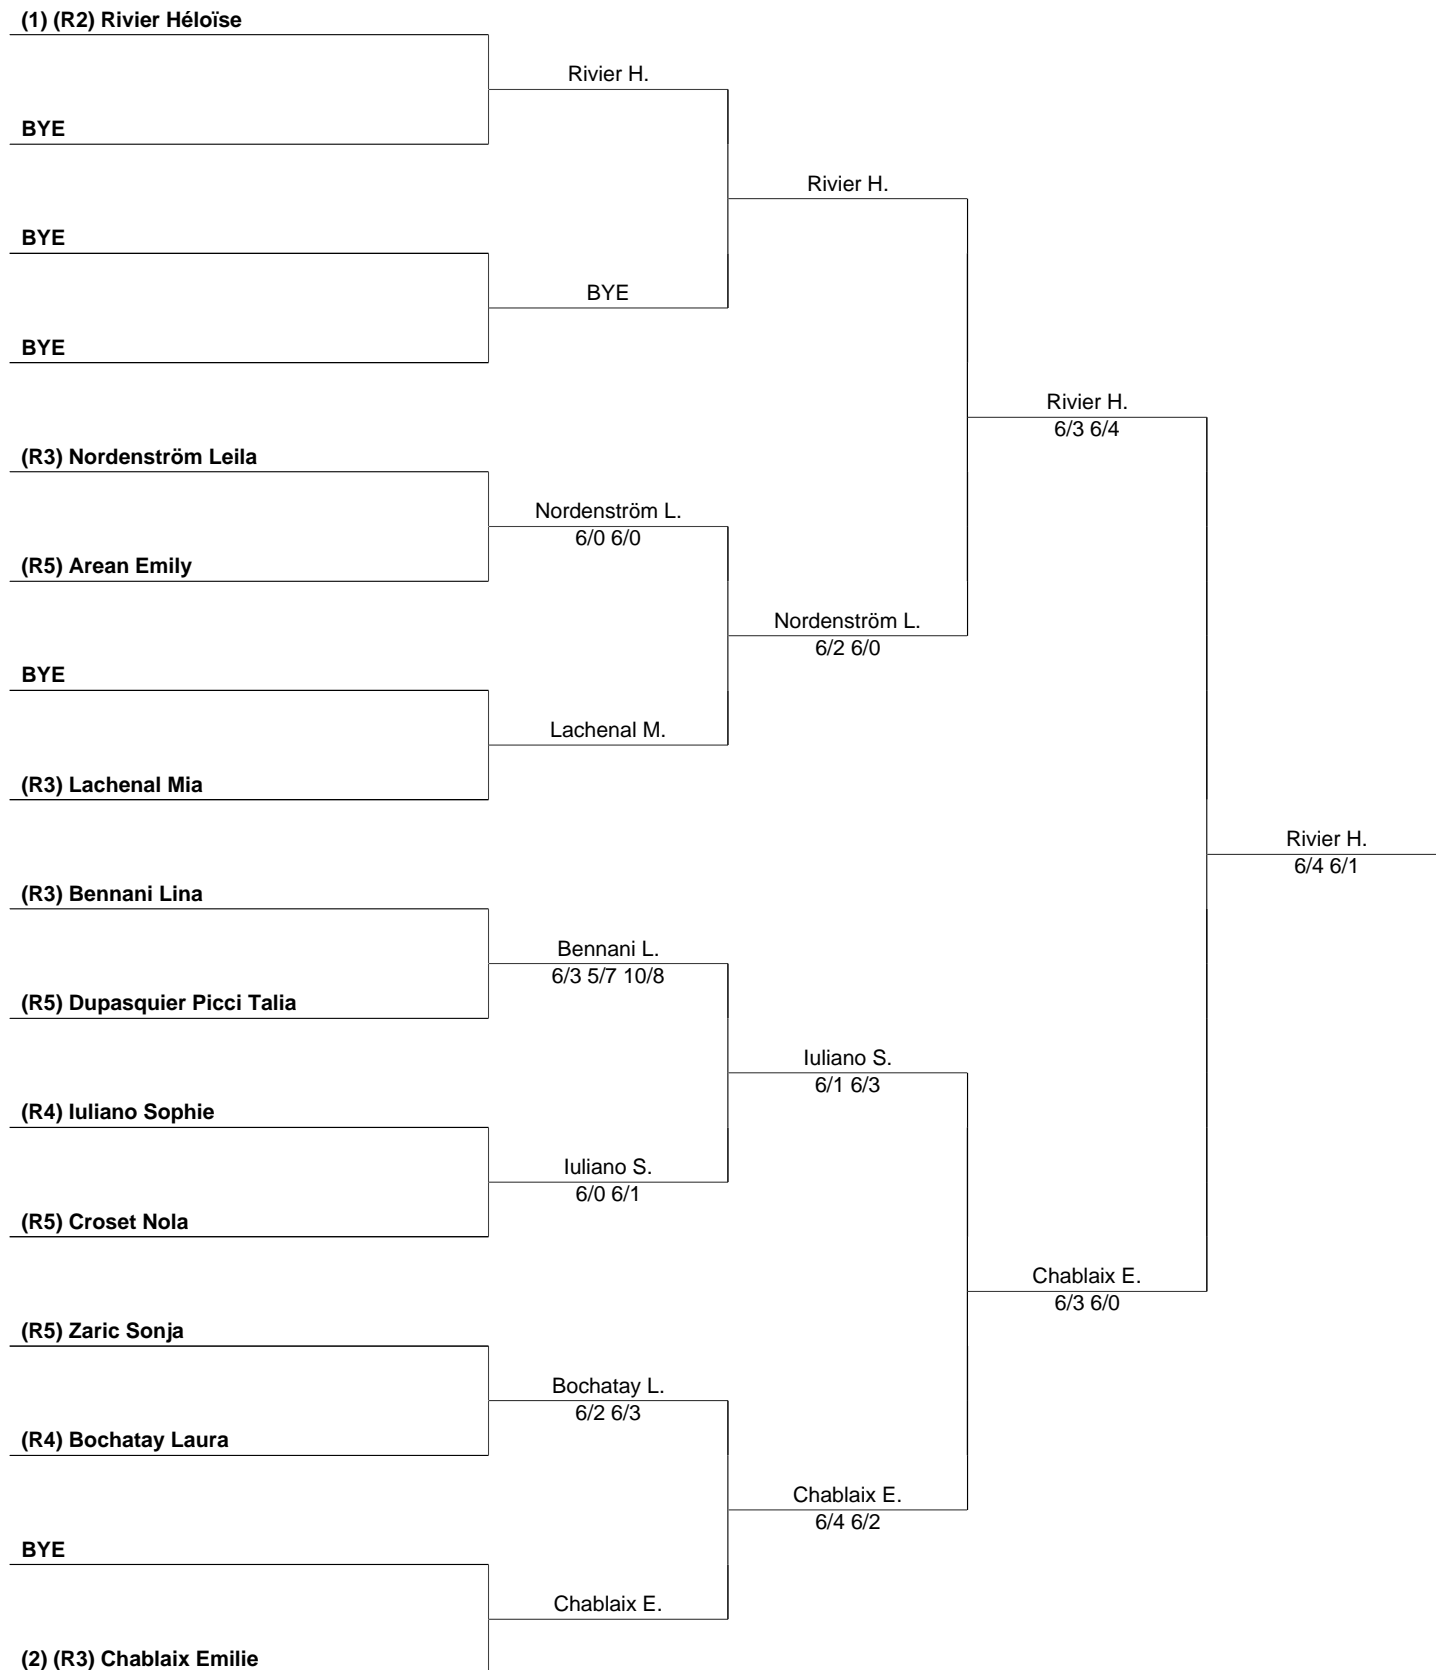 (1) (R2) Rivier Héloïse
Rivier H.
BYE
Rivier H.
BYE
BYE
BYE
Rivier H.
6/3 6/4
(R3) Nordenström Leila
Nordenström L.
6/0 6/0
(R5) Arean Emily
Nordenström L.
6/2 6/0
BYE
Lachenal M.
(R3) Lachenal Mia
Rivier H.
6/4 6/1
(R3) Bennani Lina
Bennani L.
6/3 5/7 10/8
(R5) Dupasquier Picci Talia
Iuliano S.
6/1 6/3
(R4) Iuliano Sophie
Iuliano S.
6/0 6/1
(R5) Croset Nola
Chablaix E.
6/3 6/0
(R5) Zaric Sonja
Bochatay L.
6/2 6/3
(R4) Bochatay Laura
Chablaix E.
6/4 6/2
BYE
Chablaix E.
(2) (R3) Chablaix Emilie